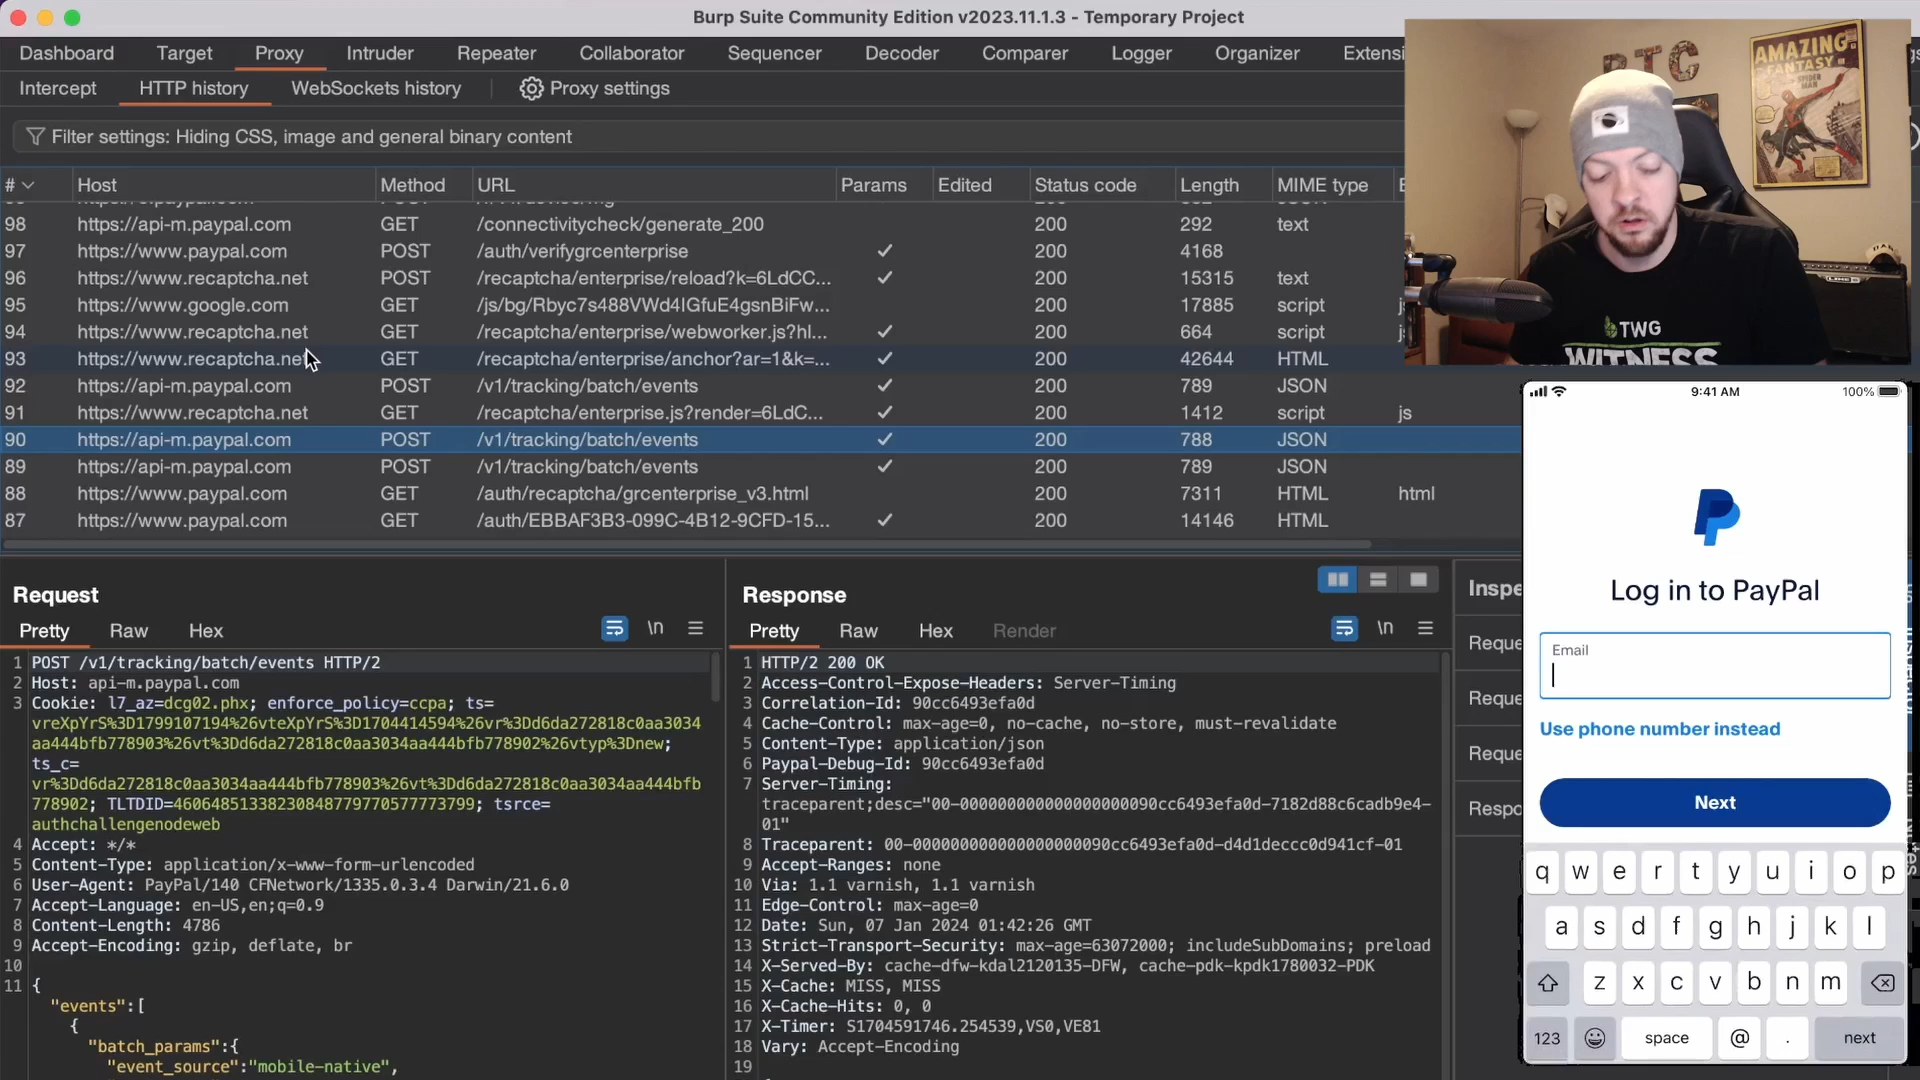 Burp Suite Community Edition v2023.11.1.3 - Temporary Project
Dashboard Target Proxy Intruder Repeater Collaborator Sequencer Decoder Comparer Logger Organizer Extensi
Intercept HTTP history WebSockets history Proxy settings
Filter settings: Hiding CSS, image and general binary content
# Host Method URL Params Edited Status code Length MIME type E
98 https://api-m.paypal.com GET /connectivitycheck/generate_200 200 292 text
97 https://www.paypal.com POST /auth/verifygrcenterprise ✓ 200 4168
96 https://www.recaptcha.net POST /recaptcha/enterprise/reload?k=6LdCC... ✓ 200 15315 text
95 https://www.google.com GET /js/bg/Rbyc7s488VWd4IGfuE4gsnBiFw... 200 17885 script j
94 https://www.recaptcha.net GET /recaptcha/enterprise/webworker.js?hl... ✓ 200 664 script j
93 https://www.recaptcha.net GET /recaptcha/enterprise/anchor?ar=1&k=... ✓ 200 42644 HTML
92 https://api-m.paypal.com POST /v1/tracking/batch/events ✓ 200 789 JSON
91 https://www.recaptcha.net GET /recaptcha/enterprise.js?render=6LdC... ✓ 200 1412 script js
90 https://api-m.paypal.com POST /v1/tracking/batch/events ✓ 200 788 JSON
89 https://api-m.paypal.com POST /v1/tracking/batch/events ✓ 200 789 JSON
88 https://www.paypal.com GET /auth/recaptcha/grcenterprise_v3.html 200 7311 HTML html
87 https://www.paypal.com GET /auth/EBBAF3B3-099C-4B12-9CFD-15... ✓ 200 14146 HTML
Request
Pretty Raw Hex \n
1 POST /v1/tracking/batch/events HTTP/2
2 Host: api-m.paypal.com
3 Cookie: l7_az=dcg02.phx; enforce_policy=ccpa; ts=
vreXpYrS%3D1799107194%26vteXpYrS%3D1704414594%26vr%3Dd6da272818c0aa3034
aa444bfb778903%26vt%3Dd6da272818c0aa3034aa444bfb778902%26vtyp%3Dnew;
ts_c=
vr%3Dd6da272818c0aa3034aa444bfb778903%26vt%3Dd6da272818c0aa3034aa444bfb
778902; TLTDID=46064851338230848779770577773799; tsrce=
authchallengenodeweb
4 Accept: */*
5 Content-Type: application/x-www-form-urlencoded
6 User-Agent: PayPal/140 CFNetwork/1335.0.3.4 Darwin/21.6.0
7 Accept-Language: en-US,en;q=0.9
8 Content-Length: 4786
9 Accept-Encoding: gzip, deflate, br
10
11 {
"events":[
{
"batch_params":{
"event_source":"mobile-native",
Response
Pretty Raw Hex Render \n
1 HTTP/2 200 OK
2 Access-Control-Expose-Headers: Server-Timing
3 Correlation-Id: 90cc6493efa0d
4 Cache-Control: max-age=0, no-cache, no-store, must-revalidate
5 Content-Type: application/json
6 Paypal-Debug-Id: 90cc6493efa0d
7 Server-Timing:
traceparent;desc="00-0000000000000000000090cc6493efa0d-7182d88c6cadb9e4-
01"
8 Traceparent: 00-0000000000000000000090cc6493efa0d-d4d1deccc0d941cf-01
9 Accept-Ranges: none
10 Via: 1.1 varnish, 1.1 varnish
11 Edge-Control: max-age=0
12 Date: Sun, 07 Jan 2024 01:42:26 GMT
13 Strict-Transport-Security: max-age=63072000; includeSubDomains; preload
14 X-Served-By: cache-dfw-kdal2120135-DFW, cache-pdk-kpdk1780032-PDK
15 X-Cache: MISS, MISS
16 X-Cache-Hits: 0, 0
17 X-Timer: S1704591746.254539,VS0,VE81
18 Vary: Accept-Encoding
19
Inspe
Reque
Reque
Reque
Respo
RTC
AMAZING
FANTASY
TWG
WITNESS
9:41 AM 100%
Log in to PayPal
Email
Use phone number instead
Next
q w e r t y u i o p
a s d f g h j k l
z x c v b n m
123 space @ . next